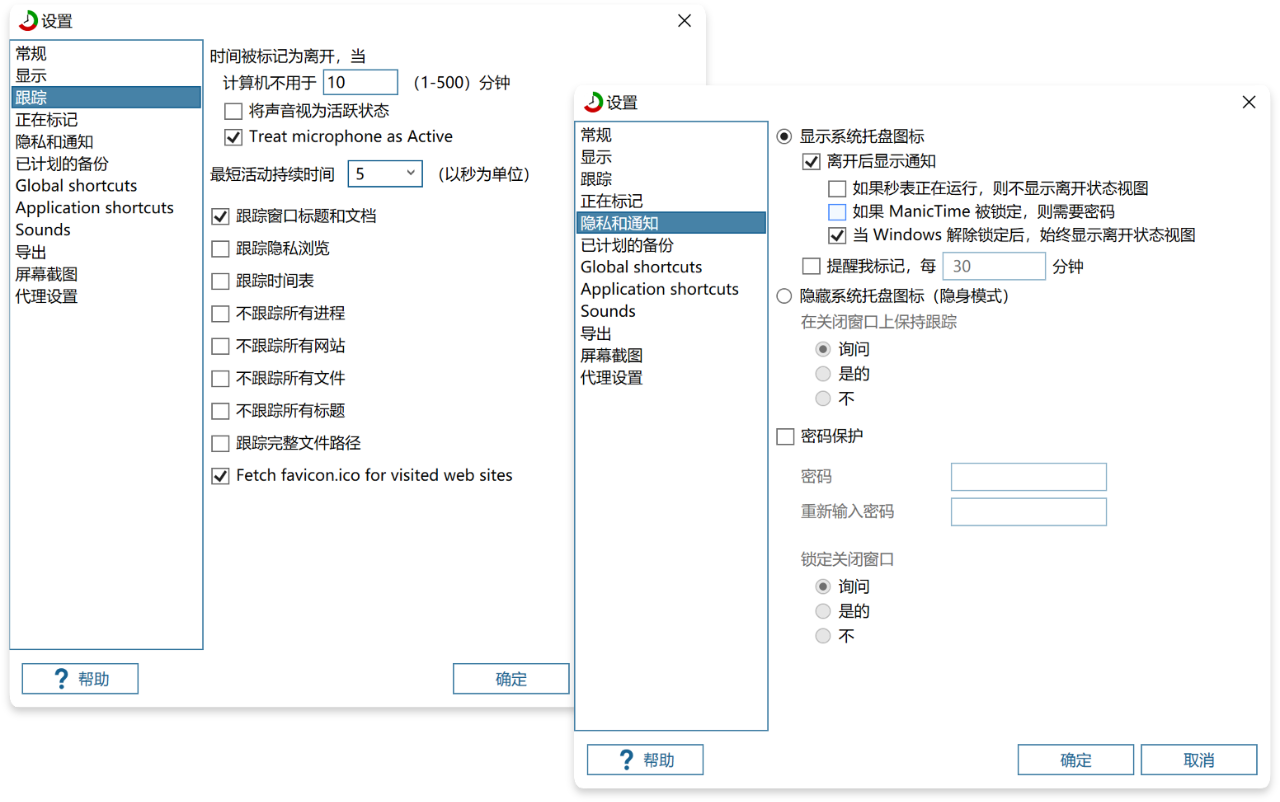 设置
常规
显示
跟踪
正在标记
隐私和通知
已计划的备份
Global shortcuts
Application shortcuts
Sounds
导出
屏幕截图
代理设置
时间被标记为离开，当
计算机不用于 10 （1-500）分钟
将声音视为活跃状态
Treat microphone as Active
最短活动持续时间 5 （以秒为单位）
跟踪窗口标题和文档
跟踪隐私浏览
跟踪时间表
不跟踪所有进程
不跟踪所有网站
不跟踪所有文件
不跟踪所有标题
跟踪完整文件路径
Fetch favicon.ico for visited web sites
? 帮助
确定
设置
常规
显示
跟踪
正在标记
隐私和通知
已计划的备份
Global shortcuts
Application shortcuts
Sounds
导出
屏幕截图
代理设置
显示系统托盘图标
离开后显示通知
如果秒表正在运行，则不显示离开状态视图
如果 ManicTime 被锁定，则需要密码
当 Windows 解除锁定后，始终显示离开状态视图
提醒我标记，每 30 分钟
隐藏系统托盘图标（隐身模式）
在关闭窗口上保持跟踪
询问
是的
不
密码保护
密码
重新输入密码
锁定关闭窗口
询问
是的
不
? 帮助
确定
取消